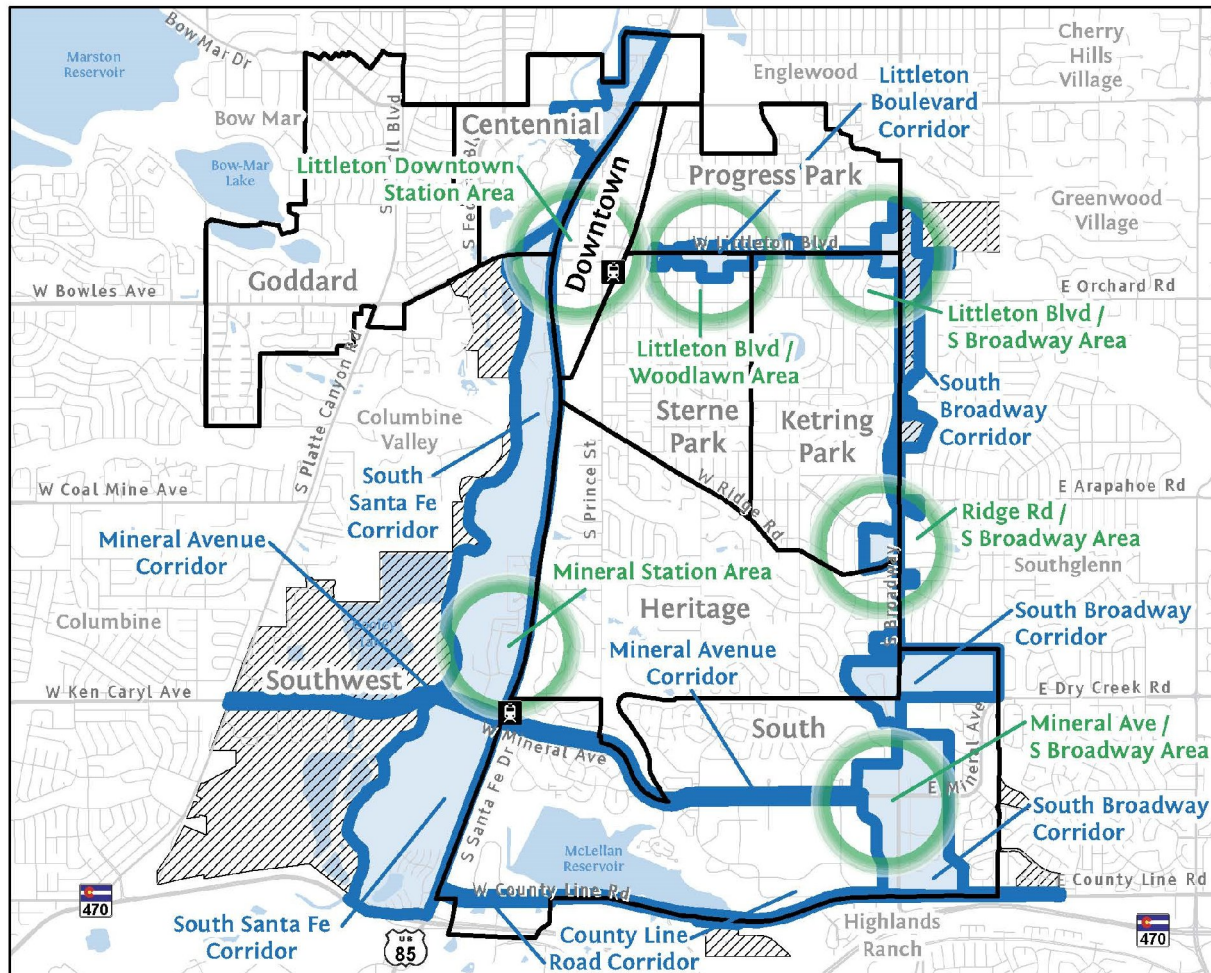 Bow Mar Dr
Marston
Reservoir
Cherry
Hills
Village
Englewood
Littleton
Boulevard
Corridor
Bow Mar
Centennial
Bow-Mar
Lake
Littleton Downtown
Station Area
Progress Park
Downtown
Greenwood
Village
W Littleton Blvd
Goddard
W Bowles Ave
E Orchard Rd
Littleton Blvd /
S Broadway Area
Littleton Blvd /
Woodlawn Area
S Platte Canyon Rd
Columbine
Valley
Sterne
Park
Ketring
Park
South
Broadway
Corridor
South
Santa Fe
Corridor
S Prince St
W Ridge Rd
W Coal Mine Ave
E Arapahoe Rd
Mineral Avenue
Corridor
Ridge Rd /
S Broadway Area
Southglenn
Mineral Station Area
Heritage
S Broadway
Columbine
South Broadway
Corridor
Mineral Avenue
Corridor
Southwest
W Ken Caryl Ave
E Dry Creek Rd
South
W Mineral Ave
E Mineral Ave
Mineral Ave /
S Broadway Area
S Santa Fe Dr
South Broadway
Corridor
McLellan
Reservoir
W County Line Rd
E County Line Rd
470
South Santa Fe
Corridor
US
85
County Line
Road Corridor
Highlands
Ranch
470